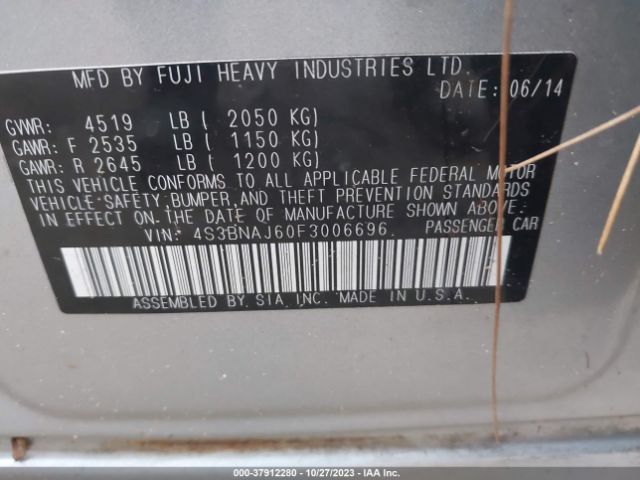 MFD BY FUJI HEAVY INDUSTRIES LTD.
DATE: 06/14
GVWR: 4519 LB ( 2050 KG)
GAWR: F 2535 LB ( 1150 KG)
GAWR: R 2645 LB ( 1200 KG)
THIS VEHICLE CONFORMS TO ALL APPLICABLE FEDERAL MOTOR
VEHICLE SAFETY, BUMPER, AND THEFT PREVENTION STANDARDS
IN EFFECT ON THE DATE OF MANUFACTURE SHOWN ABOVE.
VIN: 4S3BNAJ60F3006696 PASSENGER CAR
ASSEMBLED BY SIA, INC. MADE IN U.S.A.
000-37912280 - 10/27/2023 - IAA Inc.